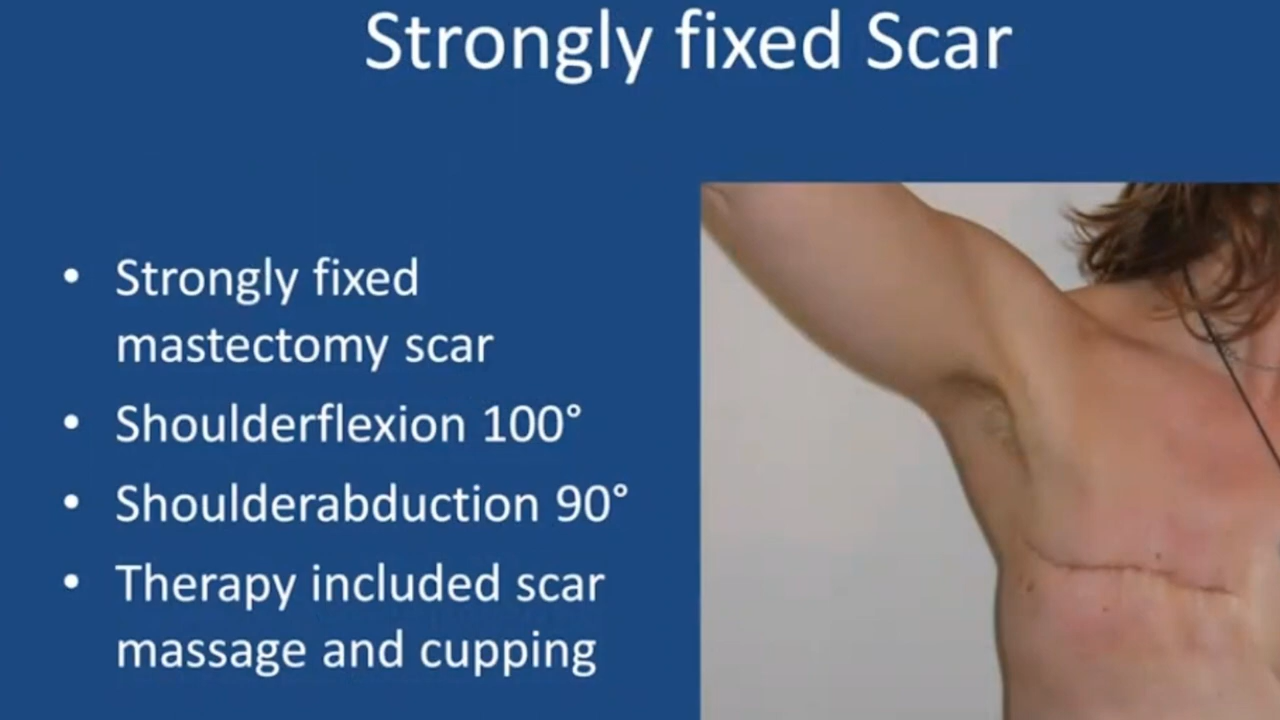 Strongly fixed Scar
• Strongly fixed
mastectomy scar
• Shoulderflexion 100°
• Shoulderabduction 90°
• Therapy included scar
massage and cupping